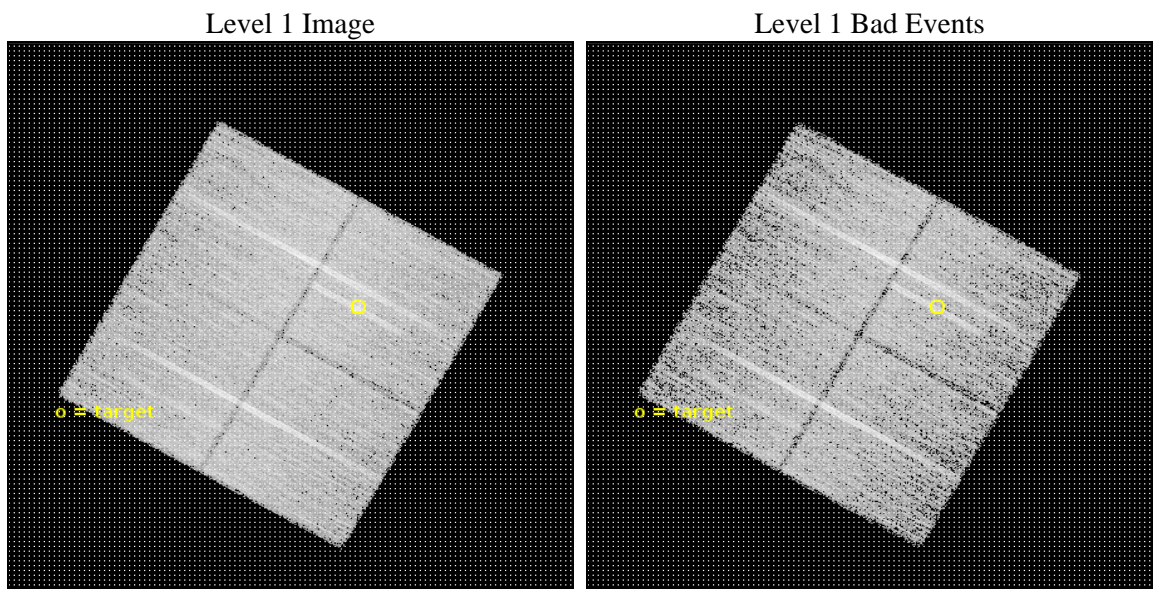 Level 1 Image
Level 1 Bad Events
o = target
o = target